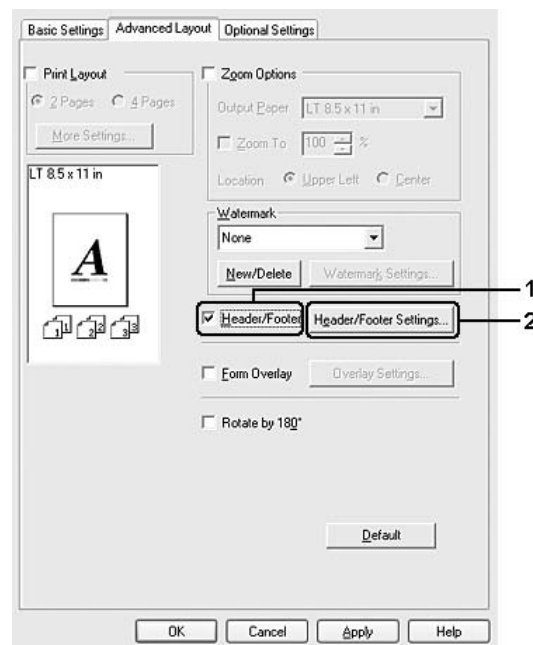 Basic Settings Advanced Layout Optional Settings
Print Layout
2 Pages 4 Pages
More Settings...
LT 8.5 x 11 in
A
1 2 3
Zoom Options
Output Paper LT 8.5 x 11 in
Zoom To 100 %
Location Upper Left Center
Watermark
None
New/Delete Watermark Settings...
Header/Footer Header/Footer Settings...
1
2
Form Overlay Overlay Settings...
Rotate by 180°
Default
OK Cancel Apply Help